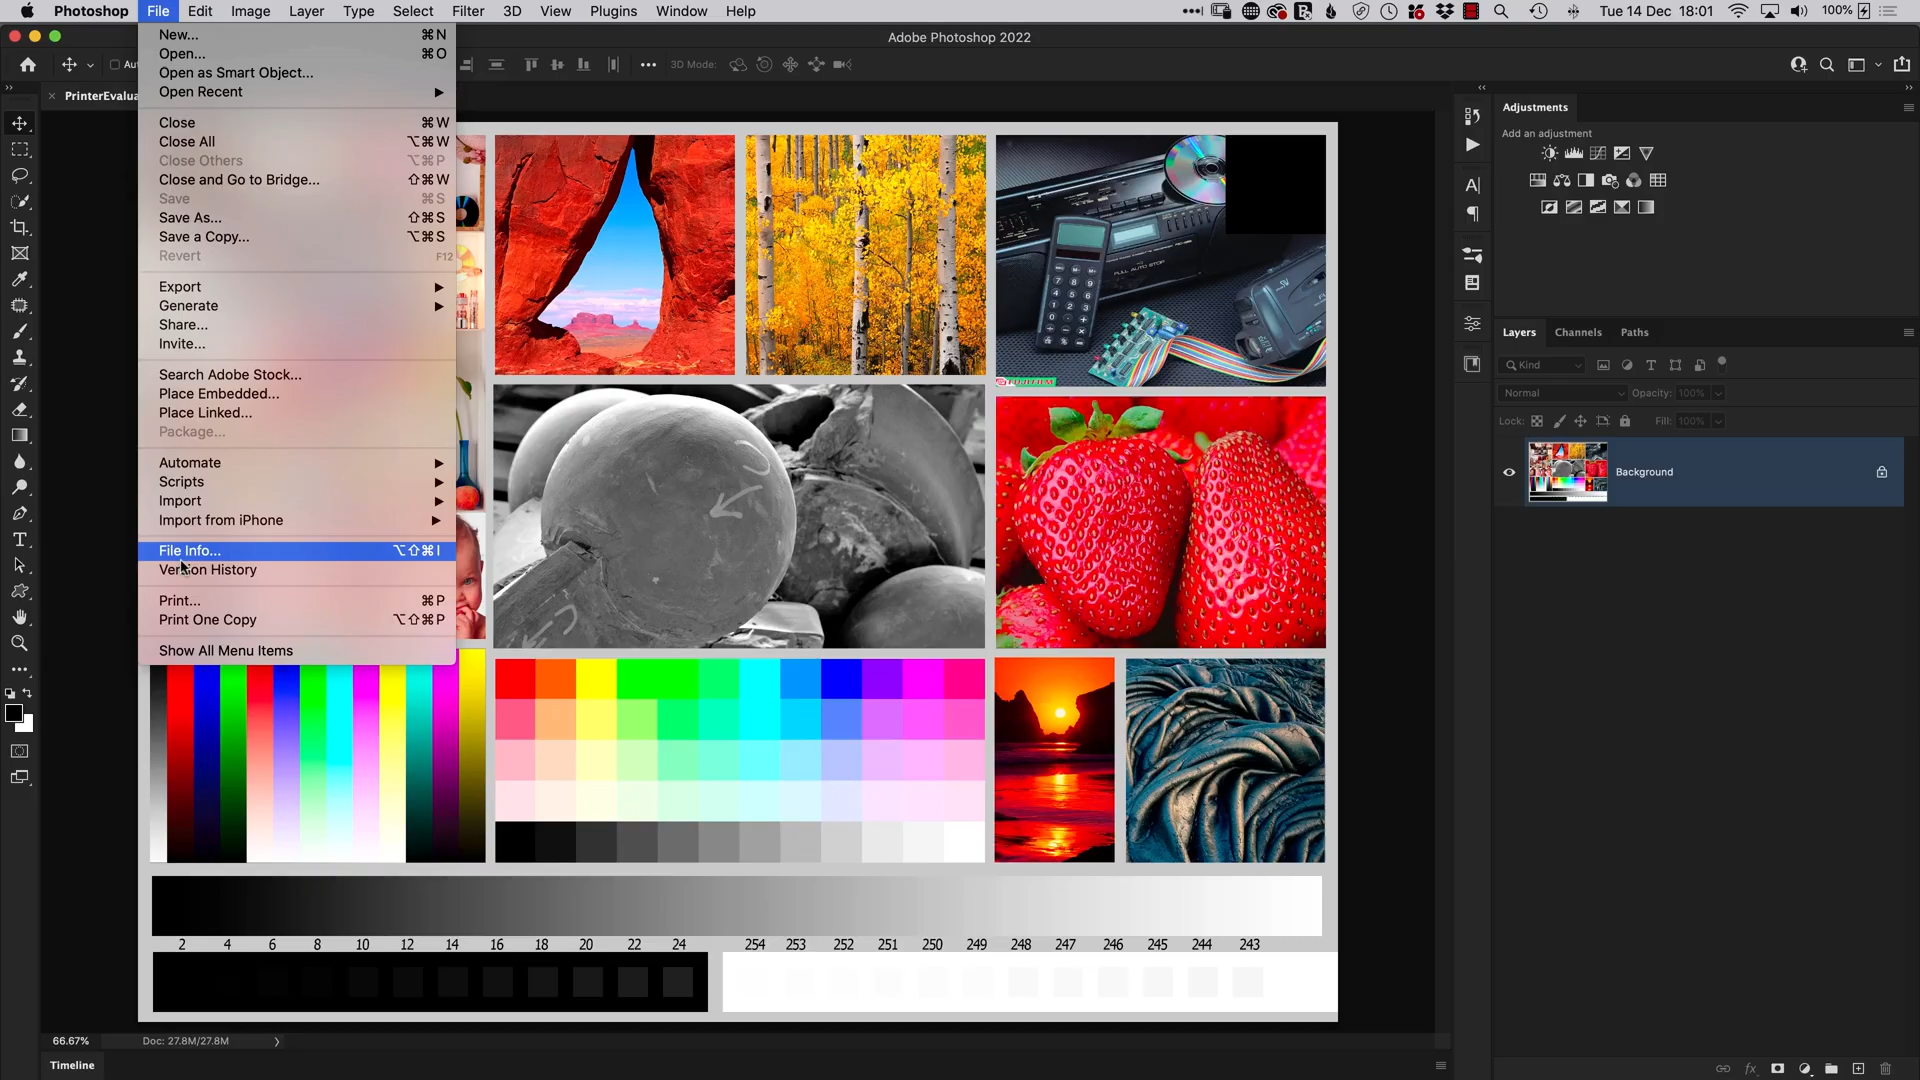 Photoshop File Edit Image Layer Type Select Filter 3D View Plugins Window Help Tue 14 Dec 18:01 100%
Adobe Photoshop 2022
3D Mode:
PrinterEvalua
New... ⌘N
Open... ⌘O
Open as Smart Object...
Open Recent
Close ⌘W
Close All ⌥⌘W
Close Others ⌥⌘P
Close and Go to Bridge... ⇧⌘W
Save ⌘S
Save As... ⇧⌘S
Save a Copy... ⌥⌘S
Revert F12
Export
Generate
Share...
Invite...
Search Adobe Stock...
Place Embedded...
Place Linked...
Package...
Automate
Scripts
Import
Import from iPhone
File Info... ⌥⇧⌘I
Version History
Print... ⌘P
Print One Copy ⌥⇧⌘P
Show All Menu Items
FULL AUTO STOP
2 4 6 8 10 12 14 16 18 20 22 24 254 253 252 251 250 249 248 247 246 245 244 243
66.67% Doc: 27.8M/27.8M
Timeline
Adjustments
Add an adjustment
Layers Channels Paths
Kind
Normal Opacity: 100%
Lock: Fill: 100%
Background
fx